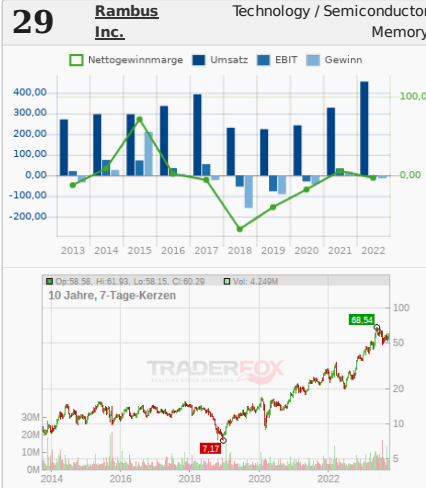 29
Rambus
Inc.
Technology / Semiconductor
Memory
Nettogewinnmarge Umsatz EBIT Gewinn
400,00
300,00
200,00
100,00
0,00
-100,00
-200,00
100,0
0,00
2013 2014 2015 2016 2017 2018 2019 2020 2021 2022
Op:58.58, Hi:61.93, Lo:58.15, Cl:60.29 Vol: 4.249M
10 Jahre, 7-Tage-Kerzen
100
68,54
50
TRADERFOX
20
30M
20M
10M
0M
10
7,17
5
2014 2016 2018 2020 2022